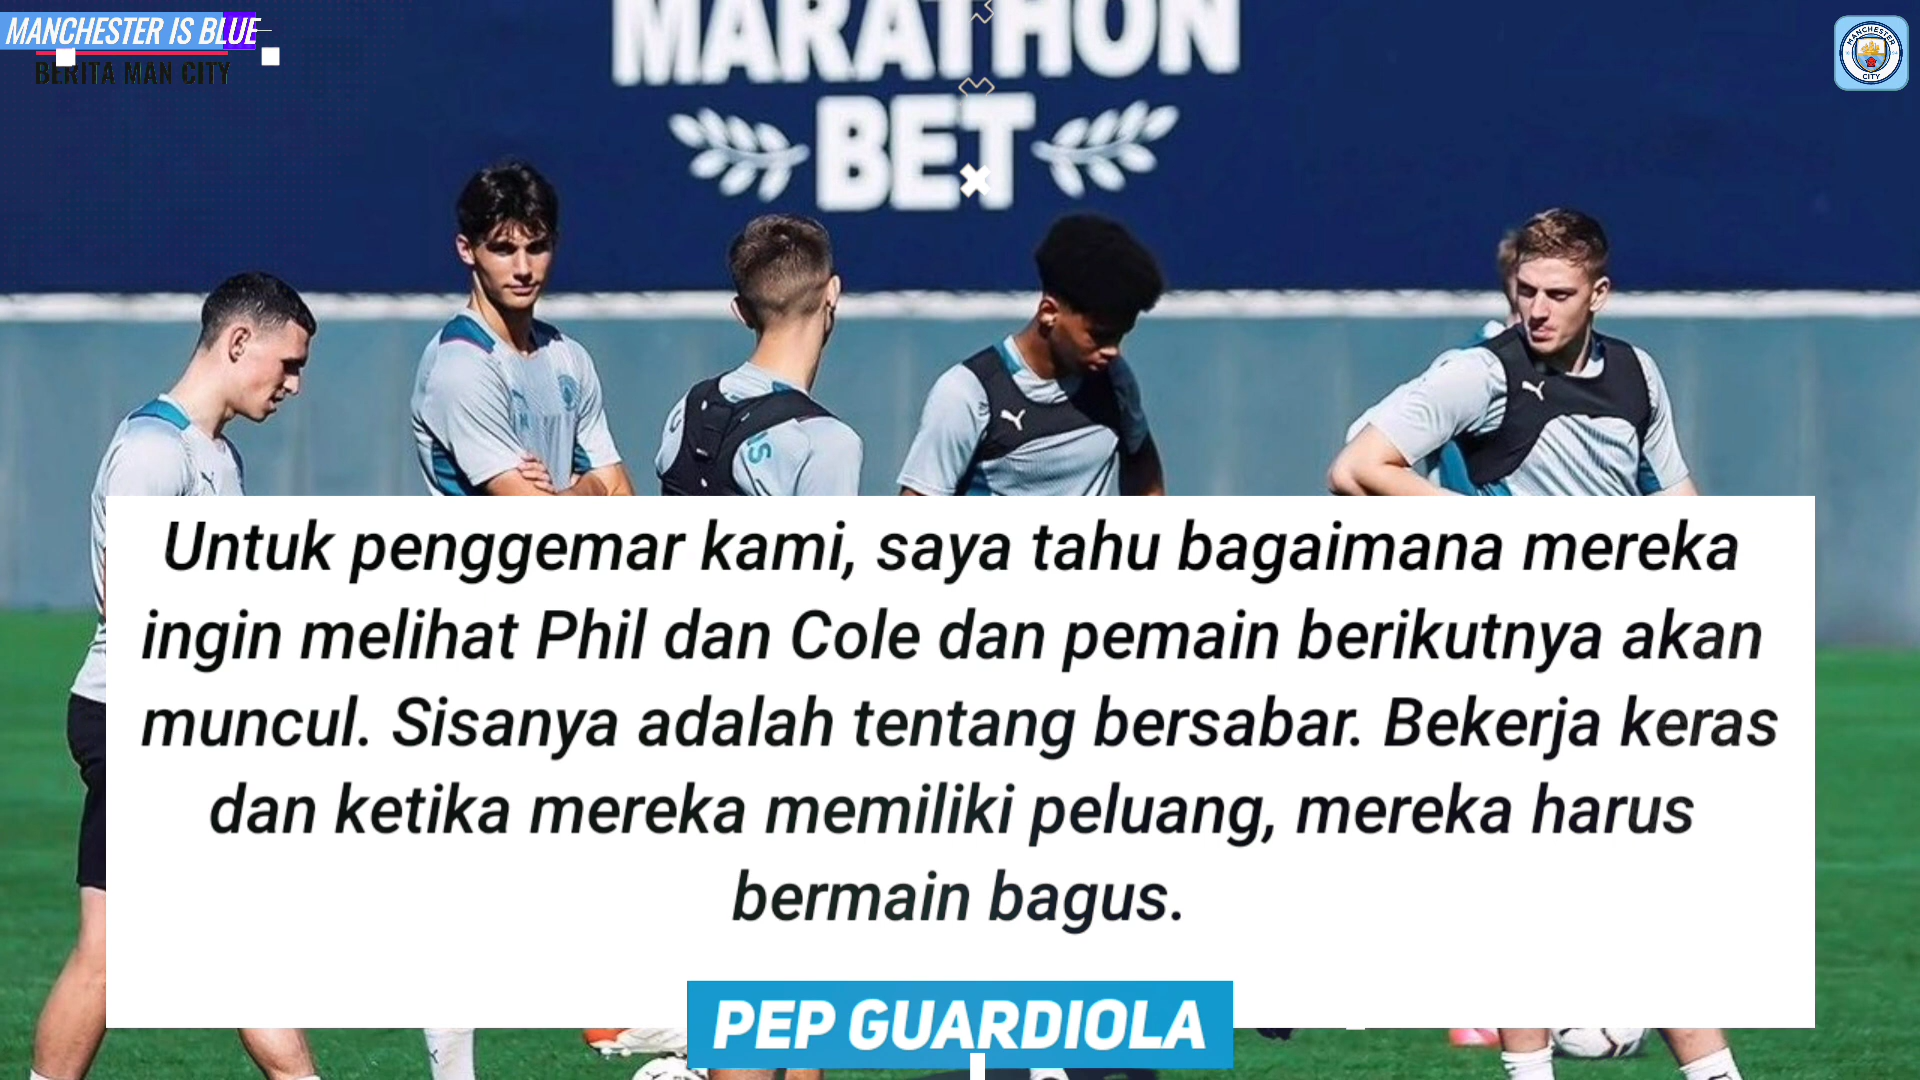 MANCHESTER IS BLUE
BERITA MAN CITY
MANCHESTER
CITY
MARATHON
BET
Untuk penggemar kami, saya tahu bagaimana mereka
ingin melihat Phil dan Cole dan pemain berikutnya akan
muncul. Sisanya adalah tentang bersabar. Bekerja keras
dan ketika mereka memiliki peluang, mereka harus
bermain bagus.
PEP GUARDIOLA